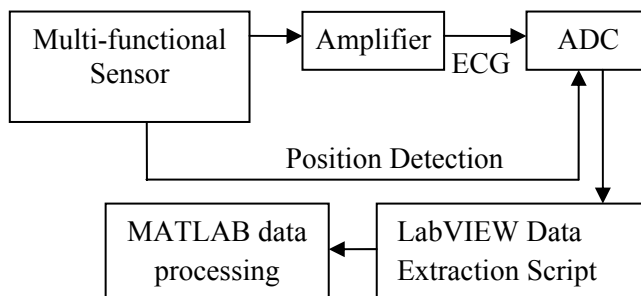 Multi-functional
Sensor
Amplifier
ADC
ECG
Position Detection
MATLAB data
processing
LabVIEW Data
Extraction Script